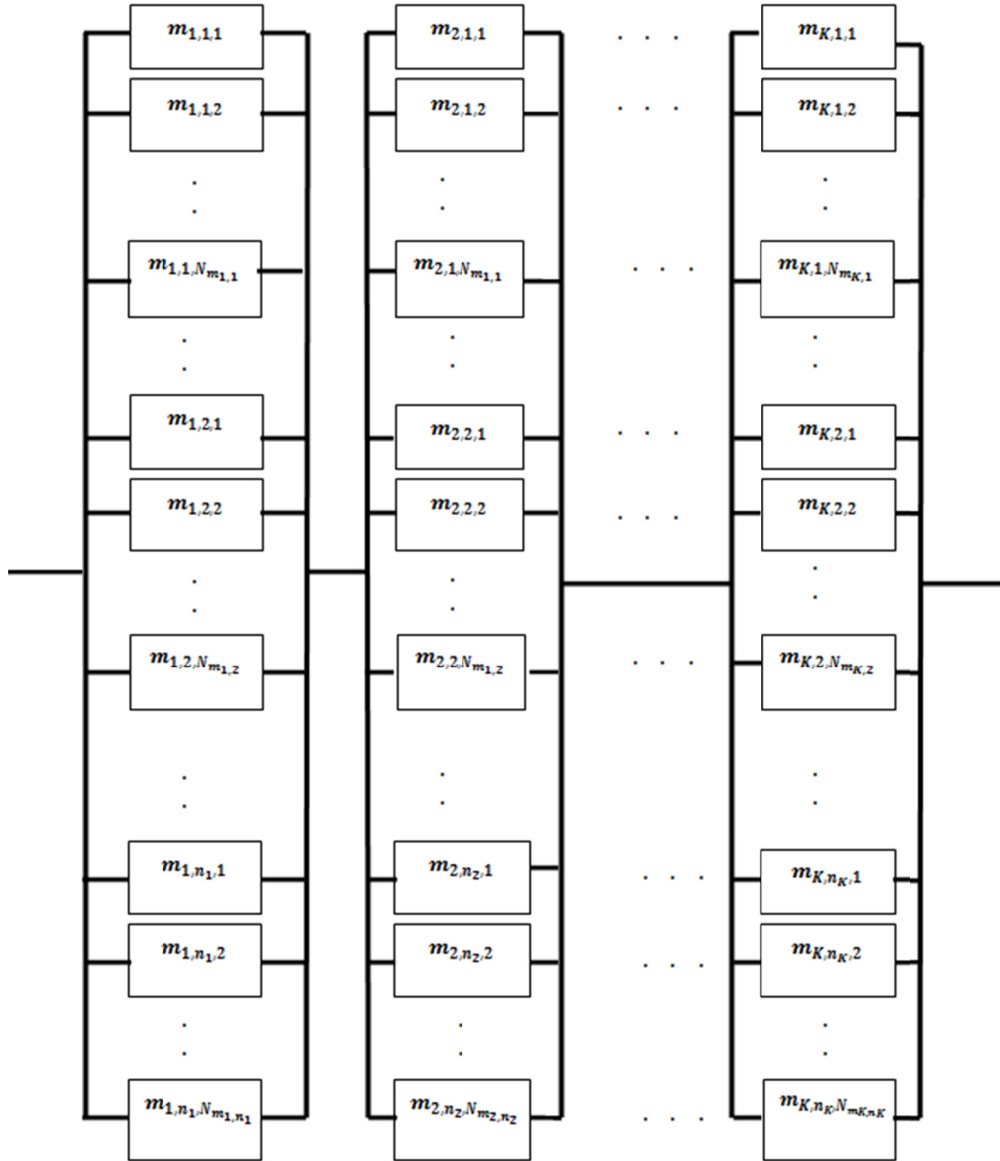 m1,1,1 m2,1,1 . . . mK,1,1
m1,1,2 m2,1,2 . . . mK,1,2
m1,1,Nm1,1 m2,1,Nm1,1 . . . mK,1,NmK,1
m1,2,1 m2,2,1 . . . mK,2,1
m1,2,2 m2,2,2 . . . mK,2,2
m1,2,Nm1,2 m2,2,Nm1,2 . . . mK,2,NmK,2
m1,n1,1 m2,n2,1 . . . mK,nK,1
m1,n1,2 m2,n2,2 . . . mK,nK,2
m1,n1,Nm1,n1 m2,n2,Nm2,n2 . . . mK,nK,NmK,nK